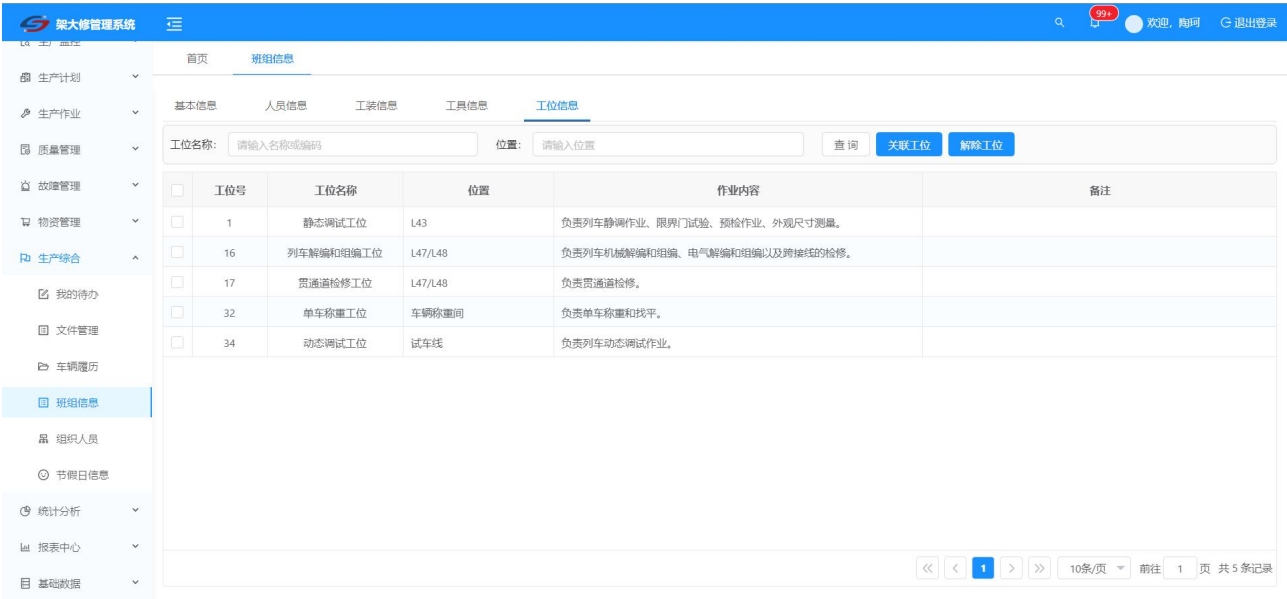 架大修管理系统
99+
欢迎, 陶珂
退出登录
生产监控
生产计划
生产作业
质量管理
故障管理
物资管理
生产综合
我的待办
文件管理
车辆履历
班组信息
组织人员
节假日信息
统计分析
报表中心
基础数据
首页 班组信息
基本信息 人员信息 工装信息 工具信息 工位信息
工位名称: 请输入名称或编码 位置: 请输入位置 查询 关联工位 解除工位
工位号 工位名称 位置 作业内容 备注
1 静态调试工位 L43 负责列车静调作业、限界门试验、预检作业、外观尺寸测量。
16 列车解编和组编工位 L47/L48 负责列车机械解编和组编、电气解编和组编以及跨接线的检修。
17 贯通道检修工位 L47/L48 负责贯通道检修。
32 单车称重工位 车辆称重间 负责单车称重和找平。
34 动态调试工位 试车线 负责列车动态调试作业。
1 10条/页 前往 1 页 共 5 条记录